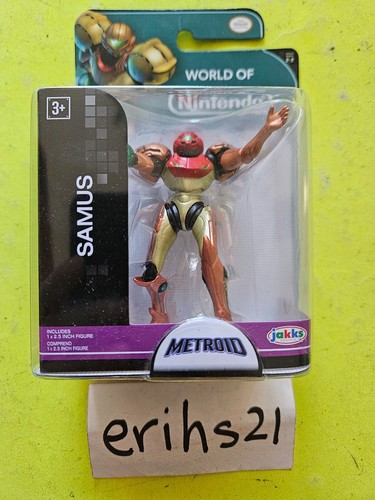 WORLD OF
Nintendo
3+
SAMUS
INCLUDES
1 x 2.5 INCH FIGURE
COMPREND
1 x 2.5 INCH FIGURE
METROID
jakks
erihs21